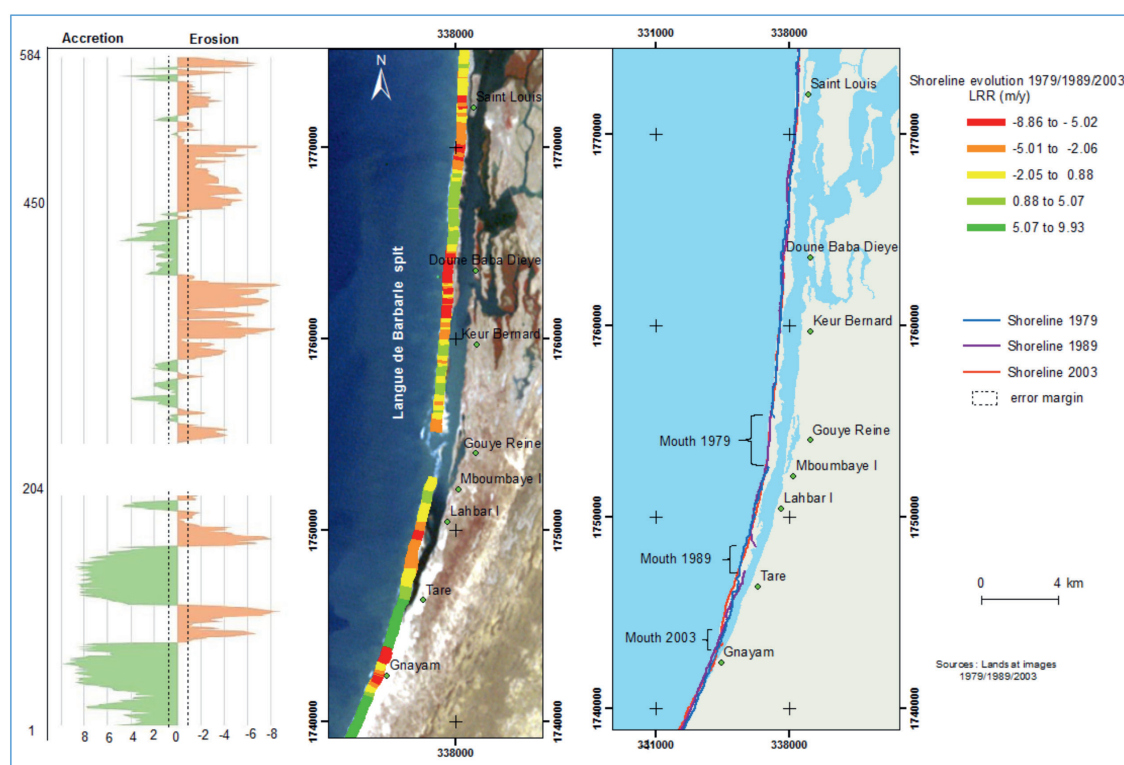 Accretion Erosion
584
450
204
1
10 8 6 4 2 0 -2 -4 -6 -8
338000
N
Saint Louis
1770000
Doune Baba Dieye
Langue de Barbarie spit
Keur Bernard
1760000
Gouye Reine
Mboumbaye I
Lahbar I
1750000
Tare
Gnayam
1740000
338000
331000 338000
Saint Louis
1770000
Doune Baba Dieye
1760000
Keur Bernard
Mouth 1979
Gouye Reine
Mboumbaye I
Lahbar I
1750000
Mouth 1989
Tare
Mouth 2003
Gnayam
1740000
331000 338000
Shoreline evolution 1979/1989/2003
LRR (m/y)
-8.86 to - 5.02
-5.01 to -2.06
-2.05 to 0.88
0.88 to 5.07
5.07 to 9.93
Shoreline 1979
Shoreline 1989
Shoreline 2003
error margin
0 4 km
Sources : Landsat images
1979/1989/2003